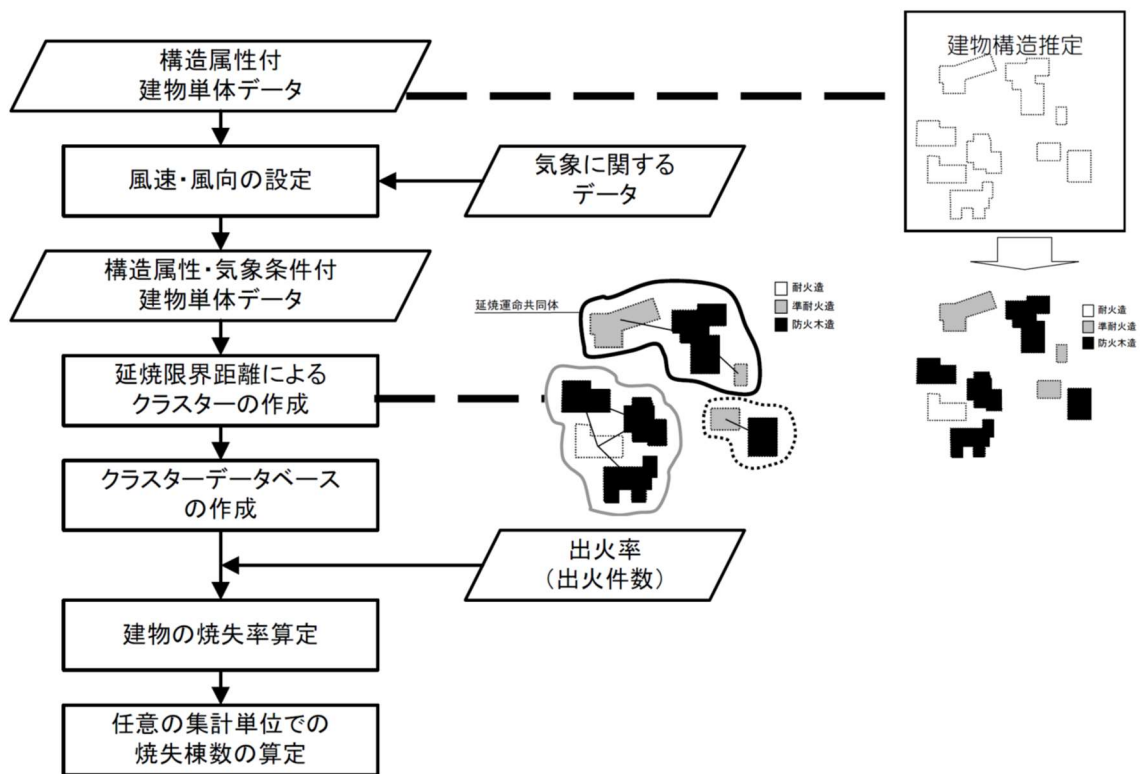 構造属性付
建物単体データ
建物構造推定
風速・風向の設定
気象に関する
データ
構造属性・気象条件付
建物単体データ
延焼運命共同体
耐火造
準耐火造
防火木造
耐火造
準耐火造
防火木造
延焼限界距離による
クラスターの作成
クラスターデータベース
の作成
出火率
（出火件数）
建物の焼失率算定
任意の集計単位での
焼失棟数の算定